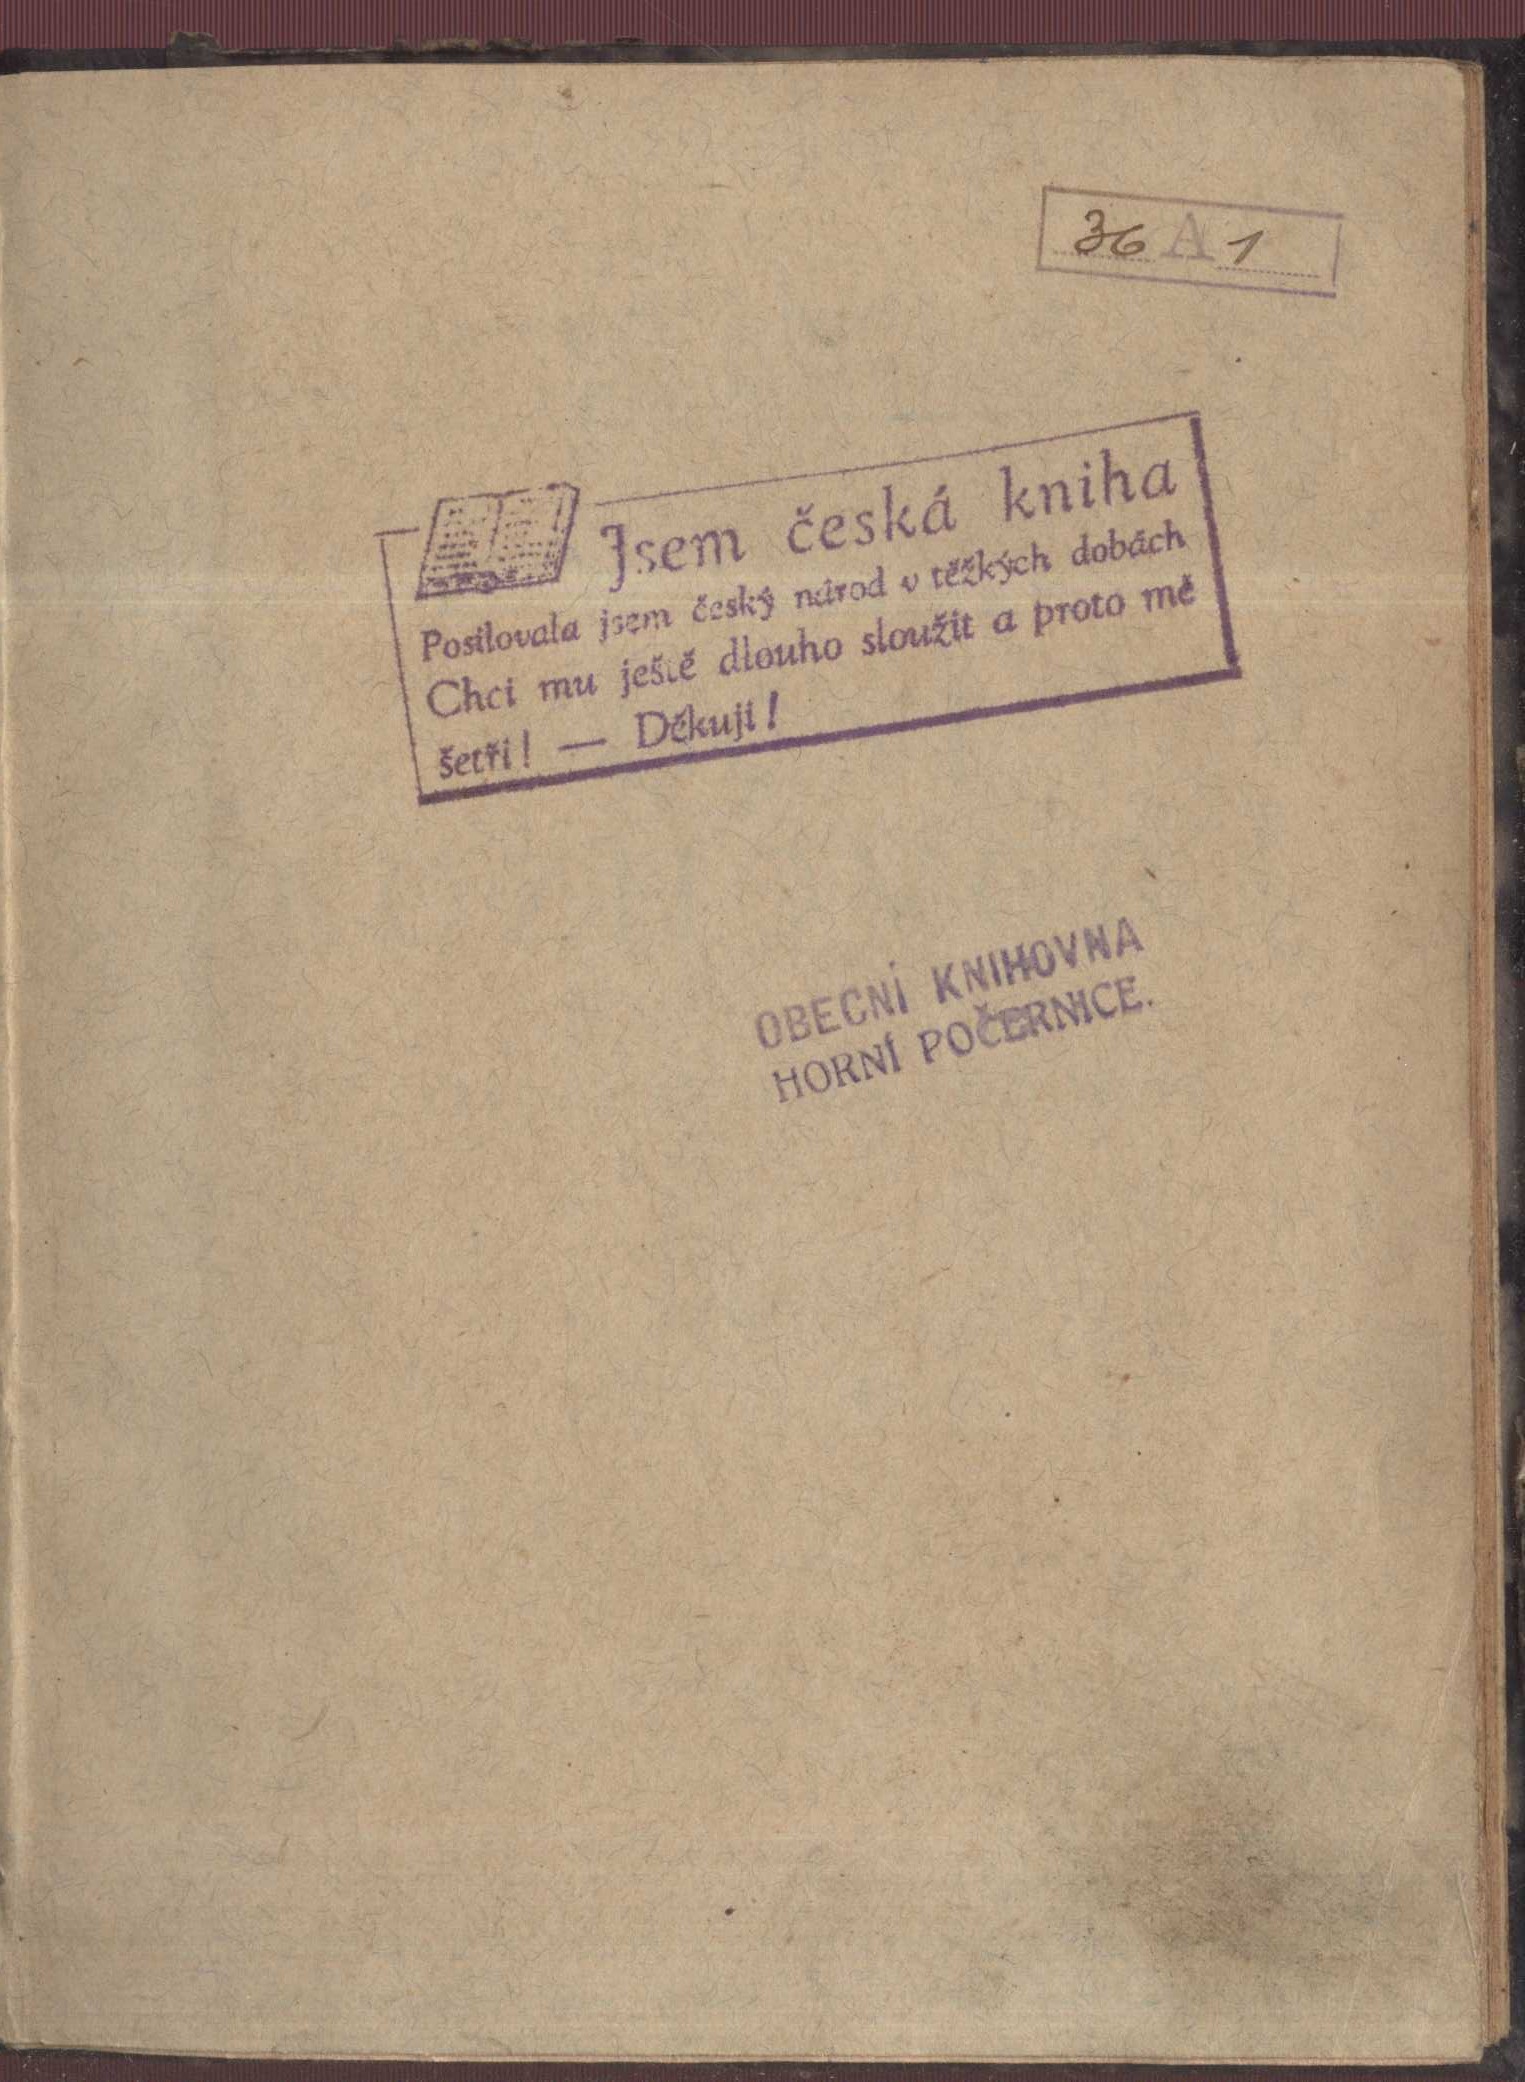 36 A 1
Jsem česká kniha
Posilovala jsem český národ v těžkých dobách
Chci mu ještě dlouho sloužit a proto mě
šetři! — Děkuji!
OBECNÍ KNIHOVNA
HORNÍ POČERNICE.